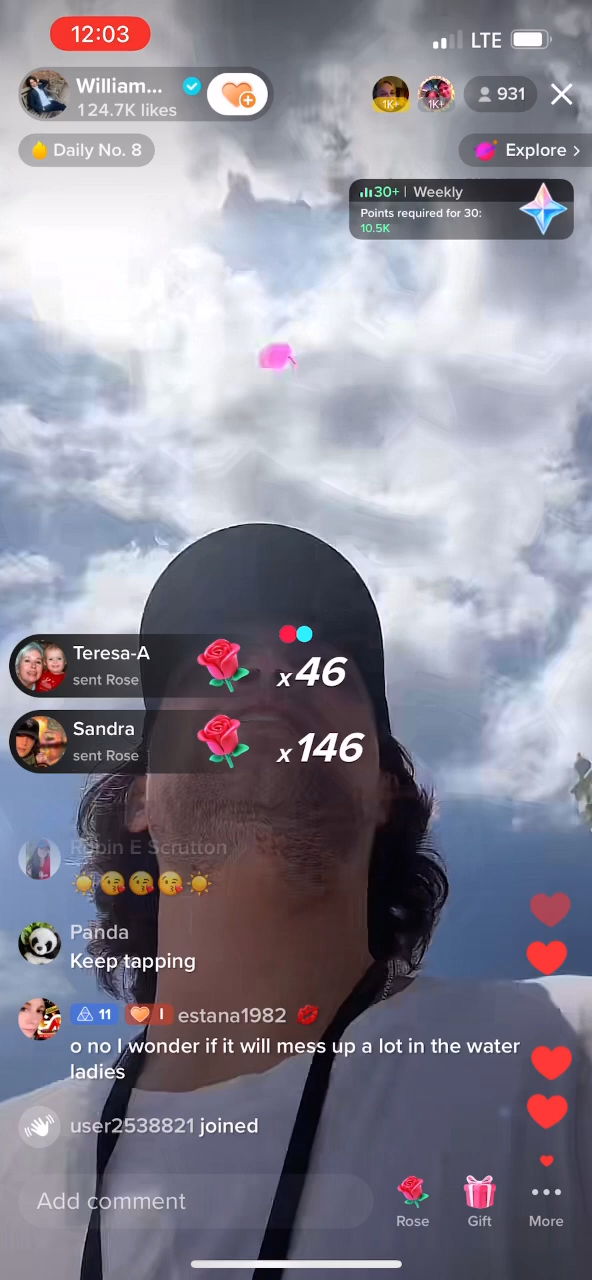 12:03
LTE
William...
124.7K likes
1K+
1K+
931
Daily No. 8
Explore >
30+ | Weekly
Points required for 30:
10.5K
Teresa-A
sent Rose
x46
Sandra
sent Rose
x146
Robin E Scrutton
Panda
Keep tapping
11 I estana1982
o no I wonder if it will mess up a lot in the water
ladies
user2538821 joined
Add comment
Rose
Gift
More